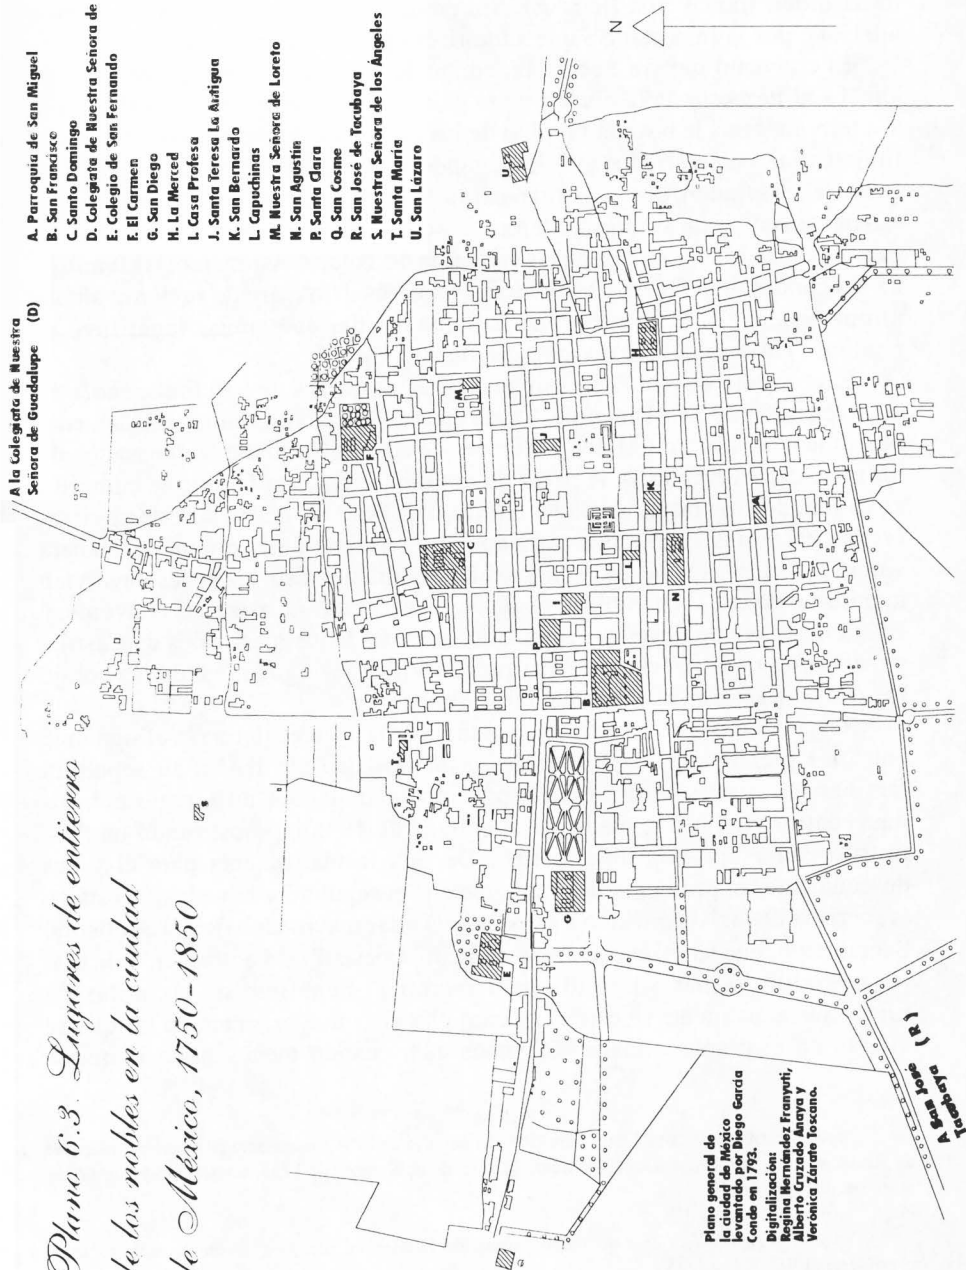 Plano 6.3. Lugares de entierro
de los nobles en la ciudad
de México, 1750-1850
A la Colegiata de Nuestra
Señora de Guadalupe (D)
A. Parroquia de San Miguel
B. San Francisco
C. Santo Domingo
D. Colegiata de Nuestra Señora de
E. Colegio de San Fernando
F. El Carmen
G. San Diego
H. La Merced
I. Casa Profesa
J. Santa Teresa La Antigua
K. San Bernardo
L. Capuchinas
M. Nuestra Señora de Loreto
N. San Agustín
P. Santa Clara
Q. San Cosme
R. San José de Tacubaya
S. Nuestra Señora de los Ángeles
T. Santa María
U. San Lazaro
N
S
F
M
U
E
C
J
P
I
H
B
L
K
G
N
A
Q
Plano general de
la ciudad de México
levantado por Diego García
Conde en 1793.
Digitalización:
Regina Hernández Franyuti,
Alberto Cruzado Anaya y
Verónica Zárate Toscano.
A San José (R)
Tacubaya